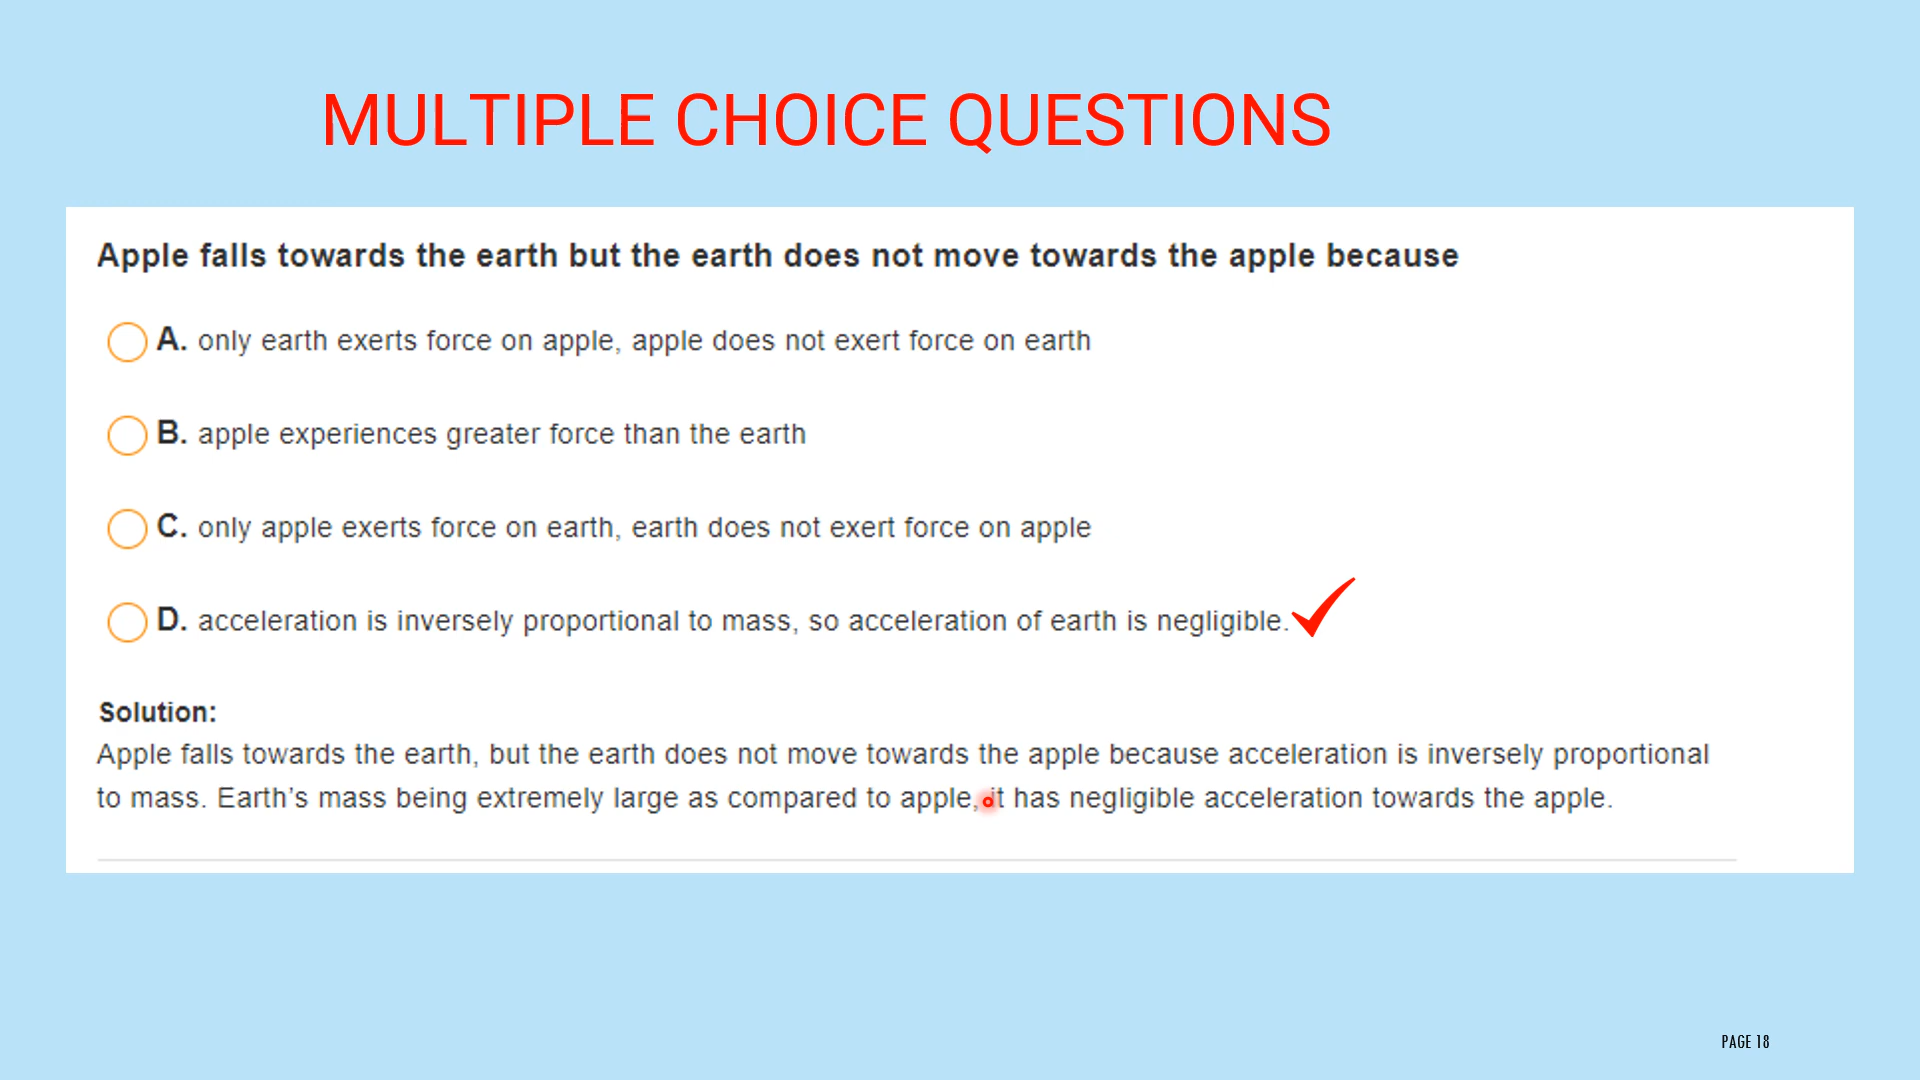 MULTIPLE CHOICE QUESTIONS
Apple falls towards the earth but the earth does not move towards the apple because
A. only earth exerts force on apple, apple does not exert force on earth
B. apple experiences greater force than the earth
C. only apple exerts force on earth, earth does not exert force on apple
D. acceleration is inversely proportional to mass, so acceleration of earth is negligible.
Solution:
Apple falls towards the earth, but the earth does not move towards the apple because acceleration is inversely proportional
to mass. Earth's mass being extremely large as compared to apple, it has negligible acceleration towards the apple.
PAGE 18